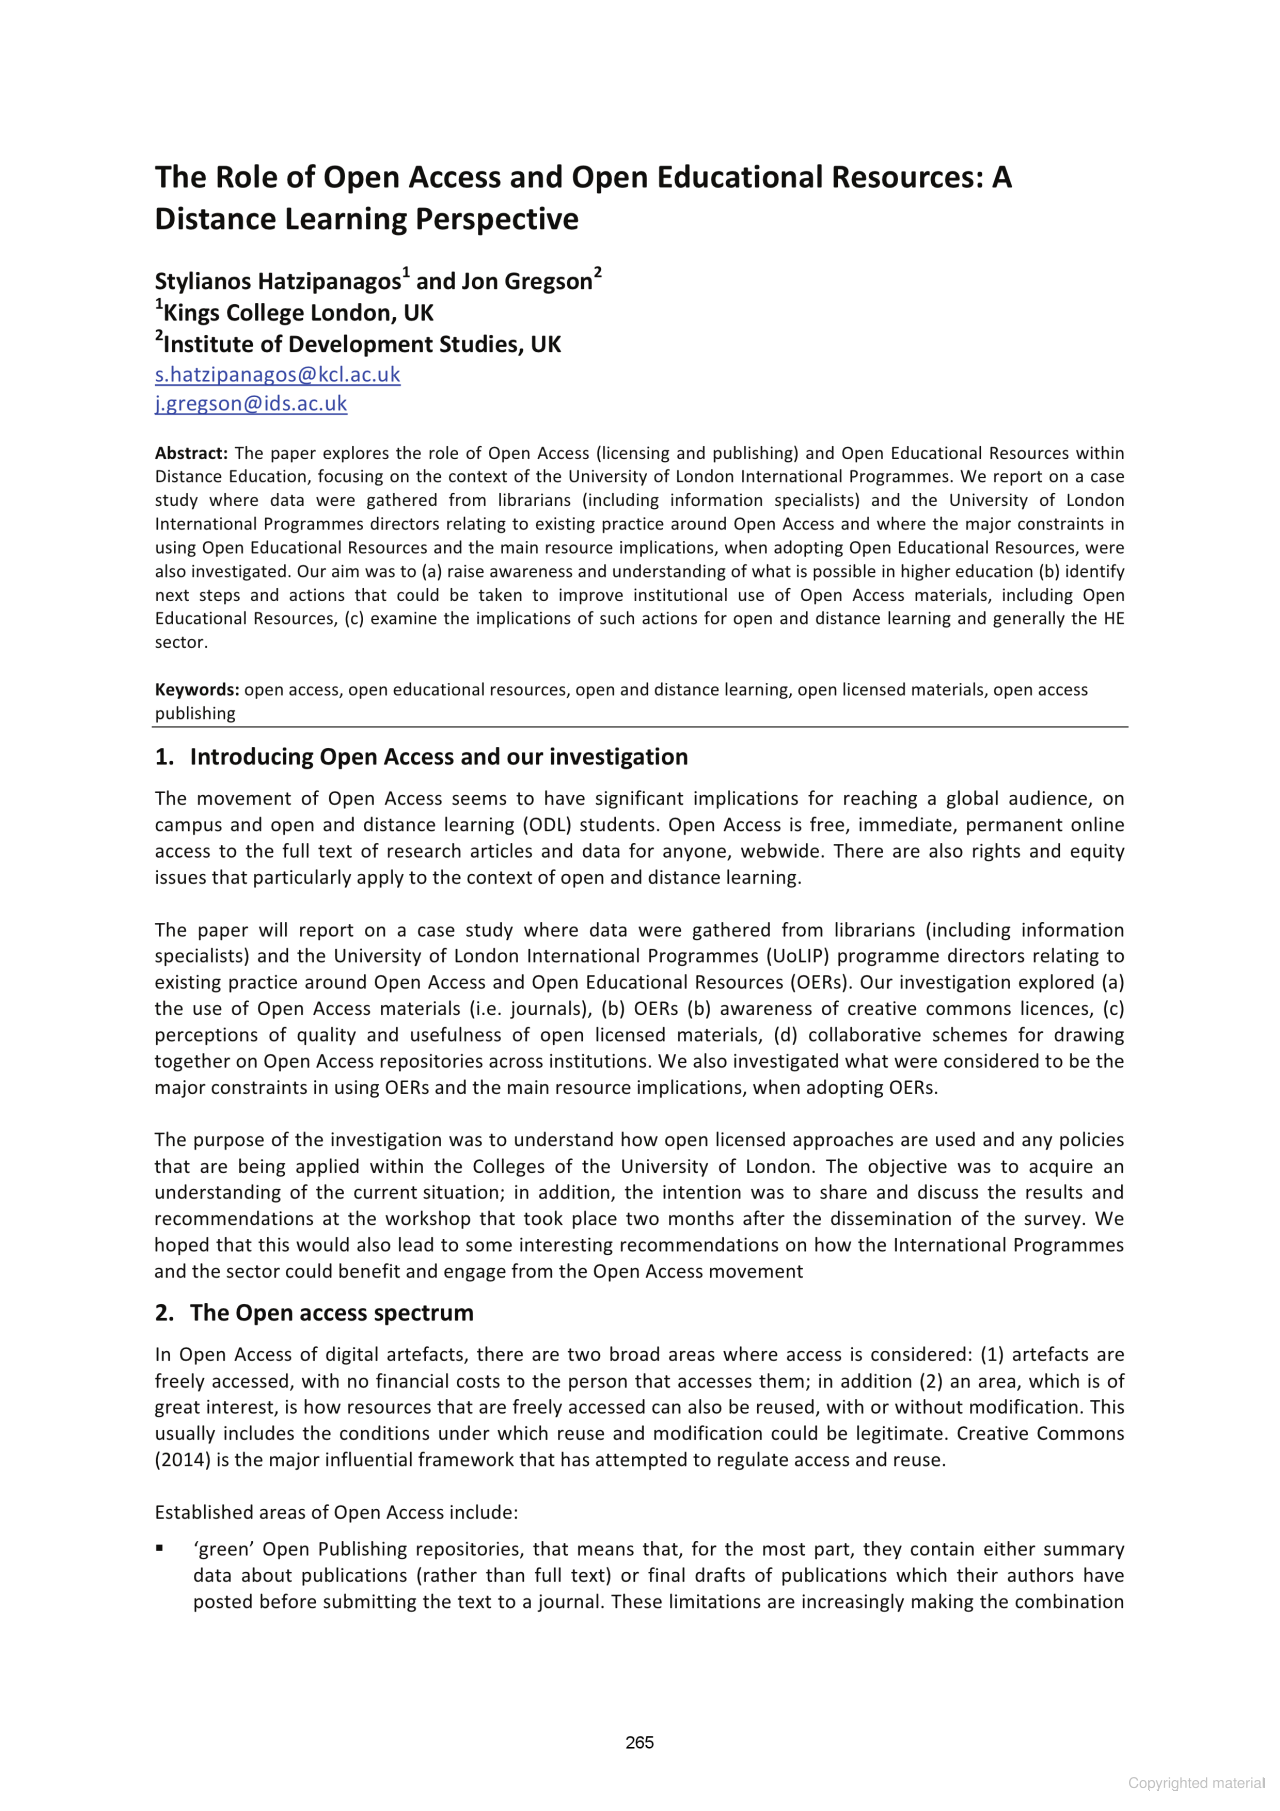 The Role of Open Access and Open Educational Resources: A
Distance Learning Perspective
Stylianos Hatzipanagos1 and Jon Gregson2
1Kings College London, UK
2Institute of Development Studies, UK
s.hatzipanagos@kcl.ac.uk
j.gregson@ids.ac.uk
Abstract: The paper explores the role of Open Access (licensing and publishing) and Open Educational Resources within
Distance Education, focusing on the context of the University of London International Programmes. We report on a case
study where data were gathered from librarians (including information specialists) and the University of London
International Programmes directors relating to existing practice around Open Access and where the major constraints in
using Open Educational Resources and the main resource implications, when adopting Open Educational Resources, were
also investigated. Our aim was to (a) raise awareness and understanding of what is possible in higher education (b) identify
next steps and actions that could be taken to improve institutional use of Open Access materials, including Open
Educational Resources, (c) examine the implications of such actions for open and distance learning and generally the HE
sector.
Keywords: open access, open educational resources, open and distance learning, open licensed materials, open access
publishing
1. Introducing Open Access and our investigation
The movement of Open Access seems to have significant implications for reaching a global audience, on
campus and open and distance learning (ODL) students. Open Access is free, immediate, permanent online
access to the full text of research articles and data for anyone, webwide. There are also rights and equity
issues that particularly apply to the context of open and distance learning.
The paper will report on a case study where data were gathered from librarians (including information
specialists) and the University of London International Programmes (UoLIP) programme directors relating to
existing practice around Open Access and Open Educational Resources (OERs). Our investigation explored (a)
the use of Open Access materials (i.e. journals), (b) OERs (b) awareness of creative commons licences, (c)
perceptions of quality and usefulness of open licensed materials, (d) collaborative schemes for drawing
together on Open Access repositories across institutions. We also investigated what were considered to be the
major constraints in using OERs and the main resource implications, when adopting OERs.
The purpose of the investigation was to understand how open licensed approaches are used and any policies
that are being applied within the Colleges of the University of London. The objective was to acquire an
understanding of the current situation; in addition, the intention was to share and discuss the results and
recommendations at the workshop that took place two months after the dissemination of the survey. We
hoped that this would also lead to some interesting recommendations on how the International Programmes
and the sector could benefit and engage from the Open Access movement
2. The Open access spectrum
In Open Access of digital artefacts, there are two broad areas where access is considered: (1) artefacts are
freely accessed, with no financial costs to the person that accesses them; in addition (2) an area, which is of
great interest, is how resources that are freely accessed can also be reused, with or without modification. This
usually includes the conditions under which reuse and modification could be legitimate. Creative Commons
(2014) is the major influential framework that has attempted to regulate access and reuse.
Established areas of Open Access include:
▪ ‘green’ Open Publishing repositories, that means that, for the most part, they contain either summary
data about publications (rather than full text) or final drafts of publications which their authors have
posted before submitting the text to a journal. These limitations are increasingly making the combination
265
Copyrighted material